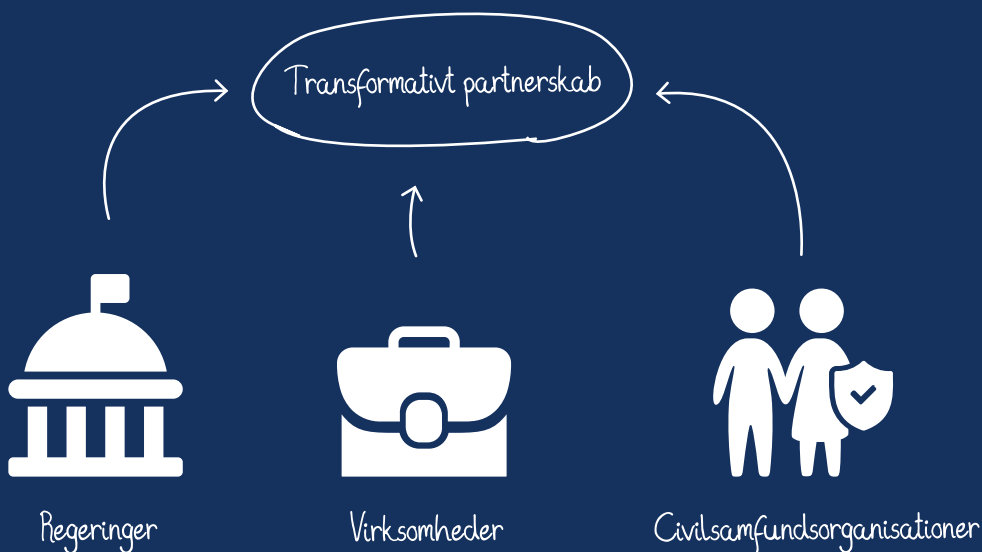 Transformativt partnerskab
Regeringer
Virksomheder
Civilsamfundsorganisationer